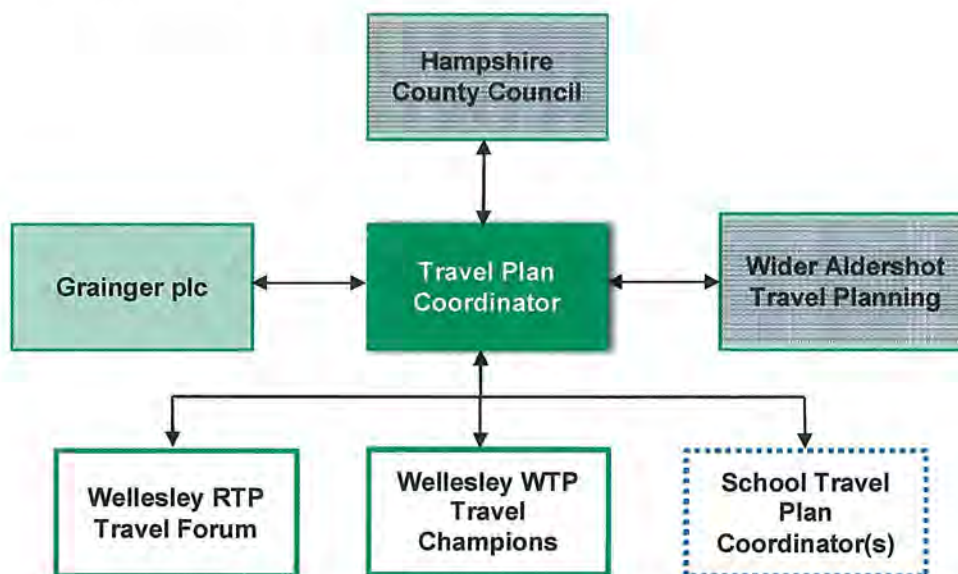 Hampshire
County Council
Grainger plc
Travel Plan
Coordinator
Wider Aldershot
Travel Planning
Wellesley RTP
Travel Forum
Wellesley WTP
Travel
Champions
School Travel
Plan
Coordinator(s)